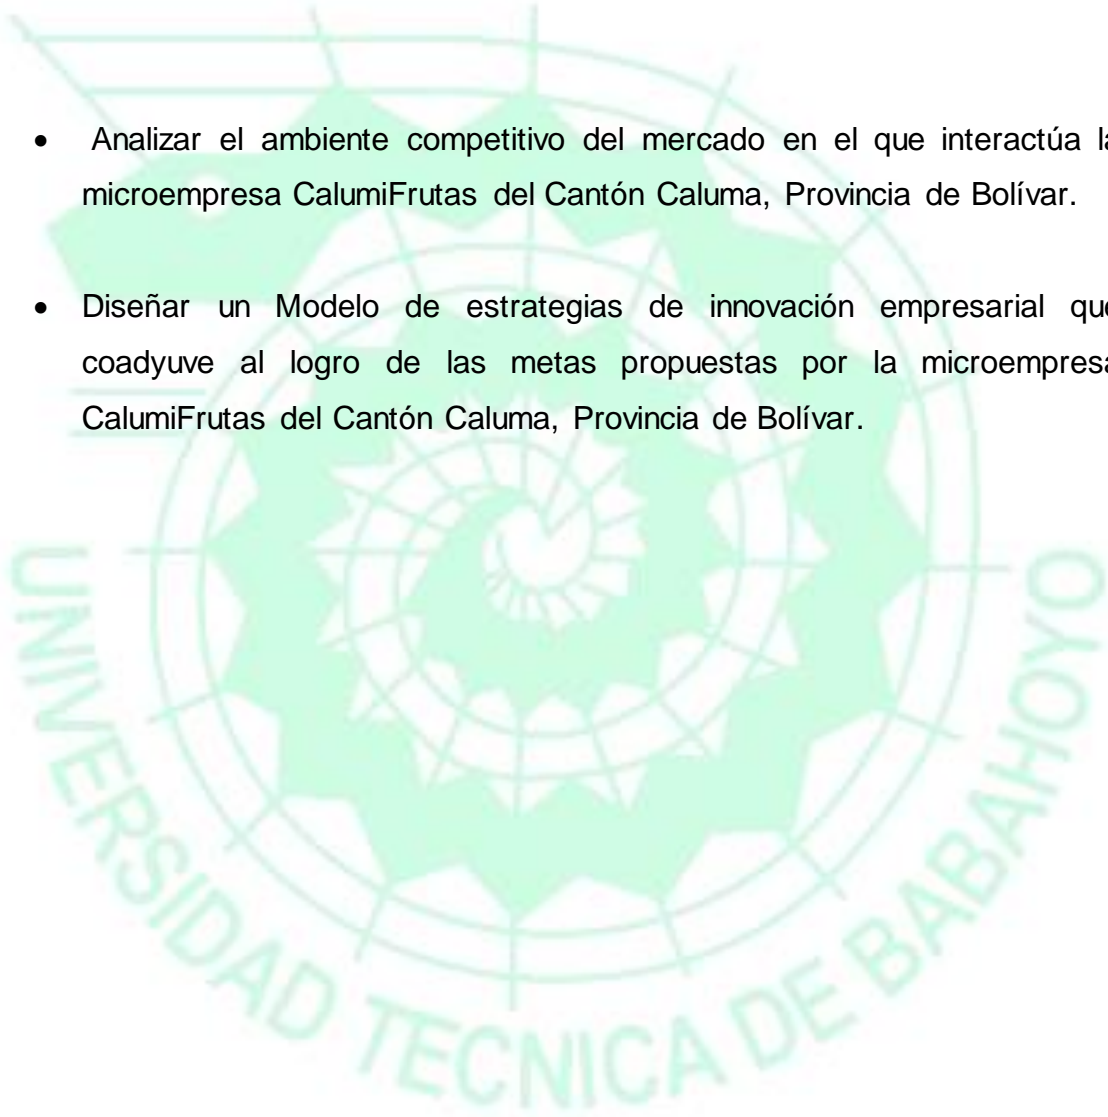 • Analizar el ambiente competitivo del mercado en el que interactúa la
microempresa CalumiFrutas del Cantón Caluma, Provincia de Bolívar.
• Diseñar un Modelo de estrategias de innovación empresarial que
coadyuve al logro de las metas propuestas por la microempresa
CalumiFrutas del Cantón Caluma, Provincia de Bolívar.
UNIVERSIDAD TECNICA DE BABAHOYO